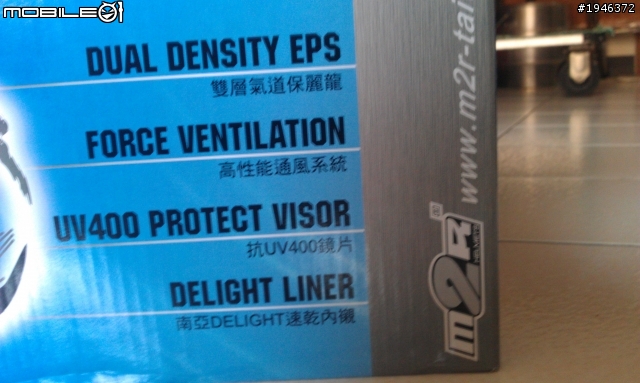 MOBILE01
#1946372
DUAL DENSITY EPS
雙層氣道保麗龍
FORCE VENTILATION
高性能通風系統
UV400 PROTECT VISOR
抗UV400鏡片
DELIGHT LINER
南亞DELIGHT速乾內襯
www.m2r-tai
m2R
HELMETS